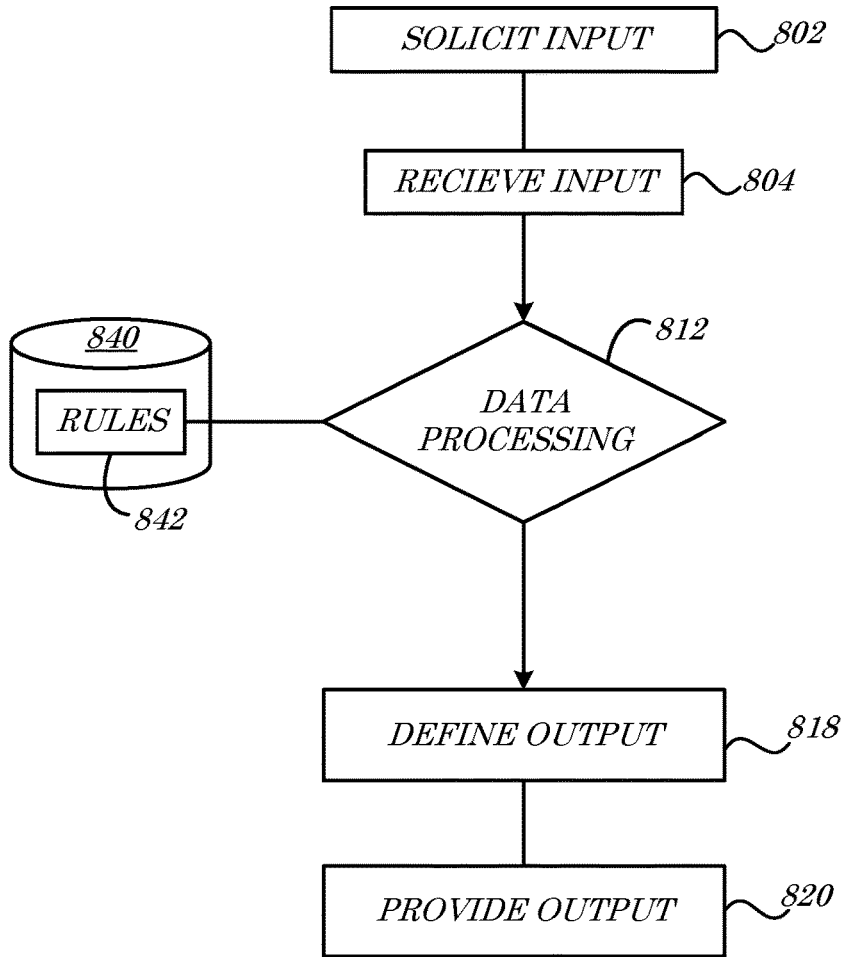 SOLICIT INPUT
802
RECIEVE INPUT
804
812
840
DATA
PROCESSING
RULES
842
DEFINE OUTPUT
818
PROVIDE OUTPUT
820